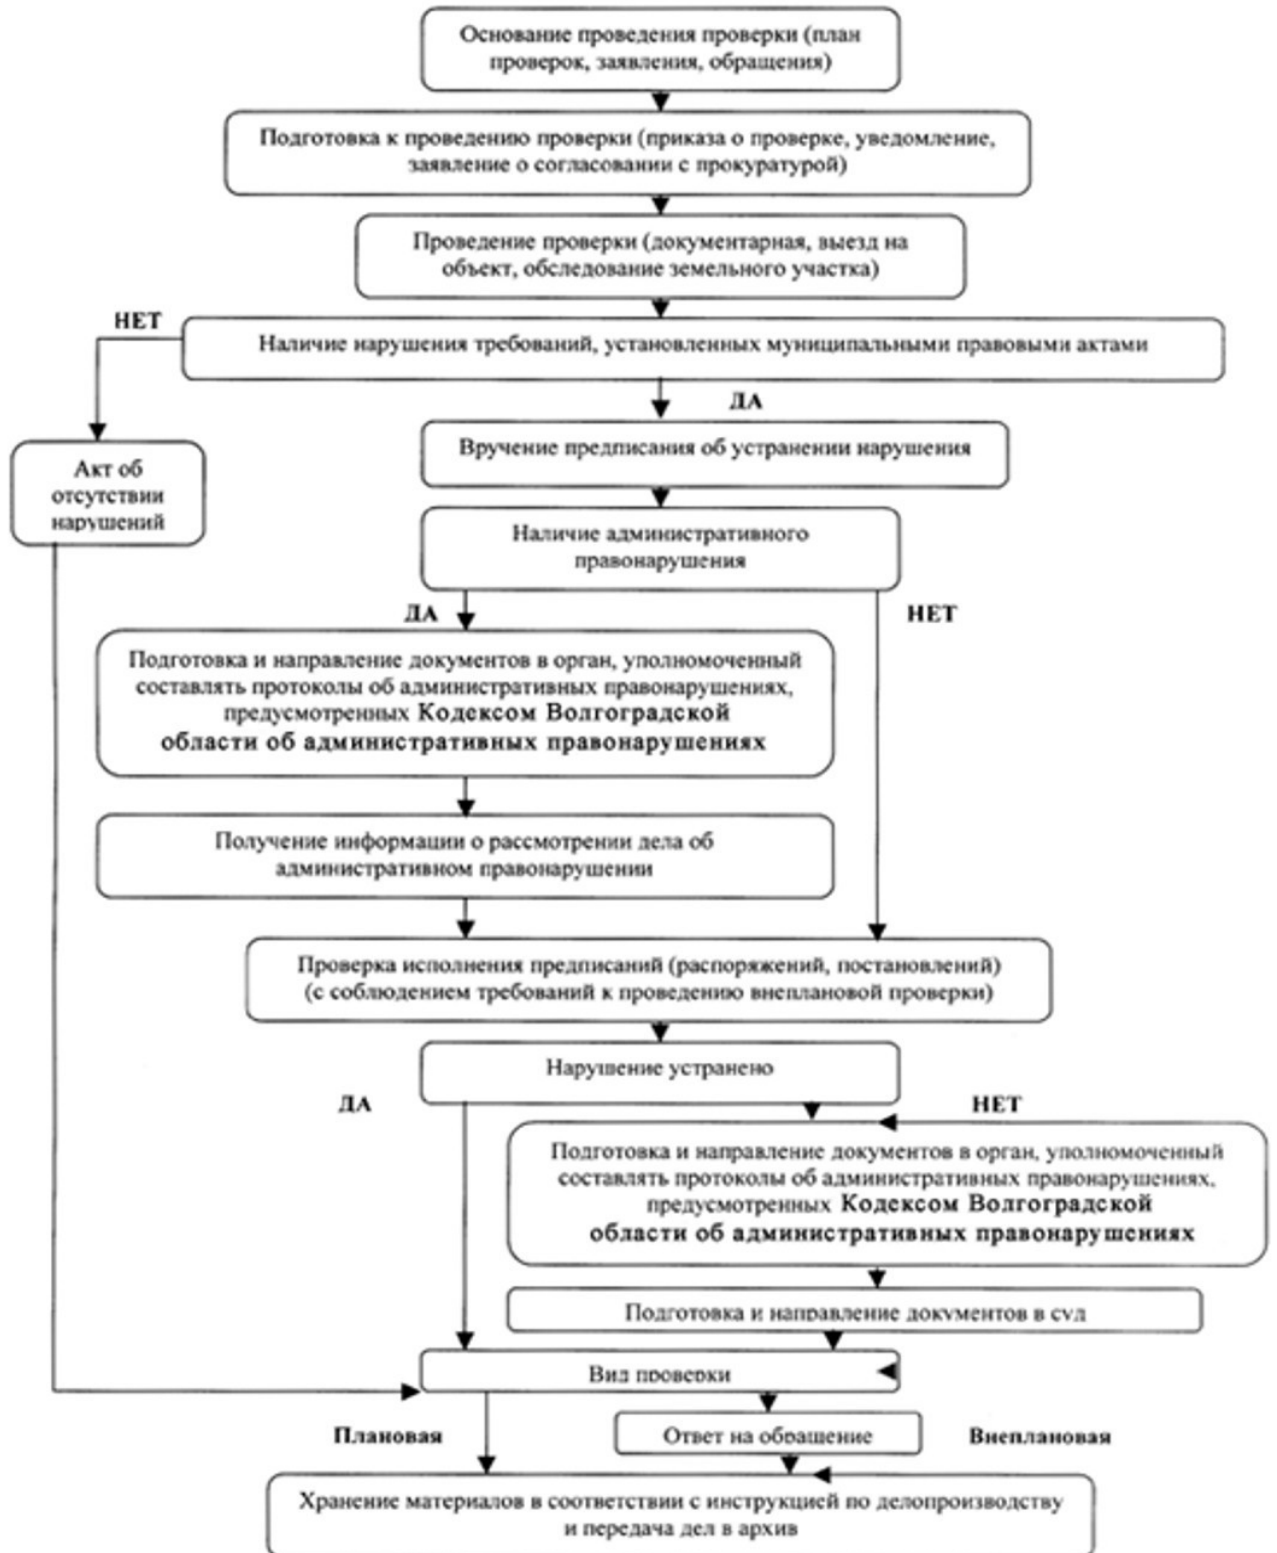 Основание проведения проверки (план
проверок, заявления, обращения)
Подготовка к проведению проверки (приказа о проверке, уведомление,
заявление о согласовании с прокуратурой)
Проведение проверки (документарная, выезд на
объект, обследование земельного участка)
НЕТ
Наличие нарушения требований, установленных муниципальными правовыми актами
ДА
Вручение предписания об устранении нарушения
Акт об
отсутствии
нарушений
Наличие административного
правонарушения
ДА
НЕТ
Подготовка и направление документов в орган, уполномоченный
составлять протоколы об административных правонарушениях,
предусмотренных Кодексом Волгоградской
области об административных правонарушениях
Получение информации о рассмотрении дела об
административном правонарушении
Проверка исполнения предписаний (распоряжений, постановлений)
(с соблюдением требований к проведению внеплановой проверки)
Нарушение устранено
ДА
НЕТ
Подготовка и направление документов в орган, уполномоченный
составлять протоколы об административных правонарушениях,
предусмотренных Кодексом Волгоградской
области об административных правонарушениях
Подготовка и направление документов в суд
Вид проверки
Плановая
Ответ на обращение
Внеплановая
Хранение материалов в соответствии с инструкцией по делопроизводству
и передача дел в архив